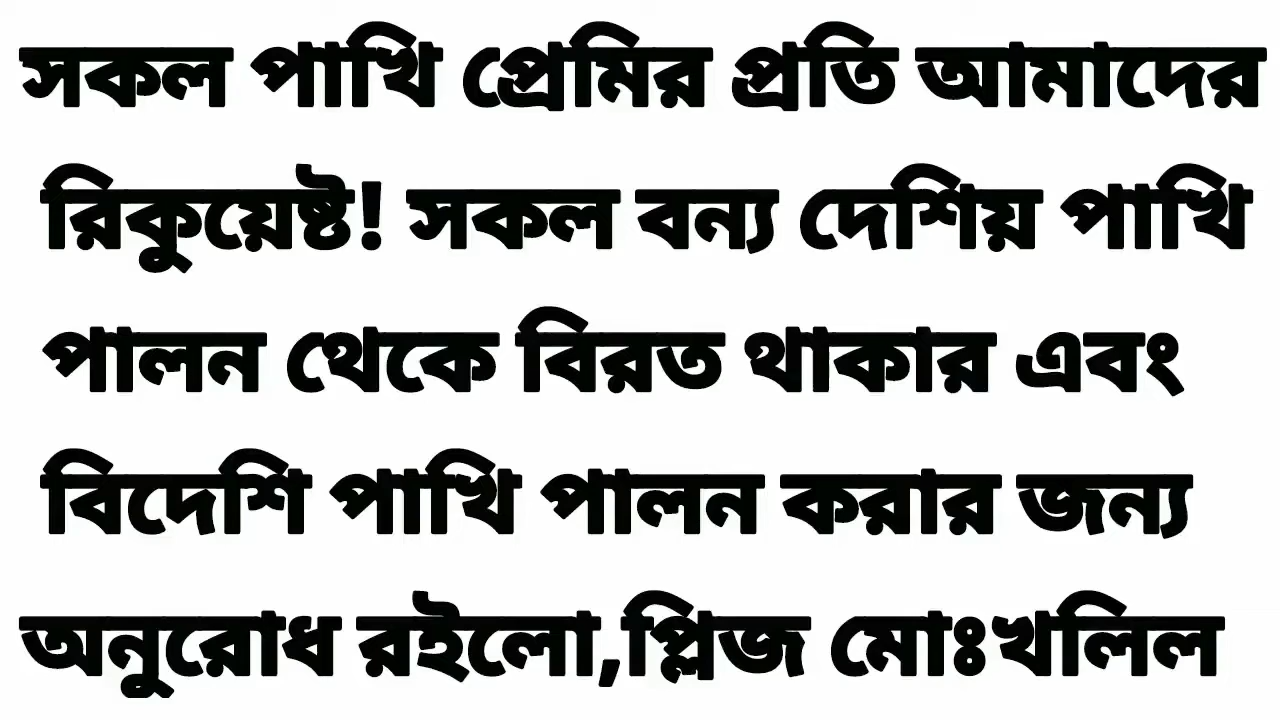 সকল পাখি প্রেমির প্রতি আমাদের
রিকুয়েষ্ট! সকল বন্য দেশিয় পাখি
পালন থেকে বিরত থাকার এবং
বিদেশি পাখি পালন করার জন্য
অনুরোধ রইলো,প্লিজ মোঃখলিল